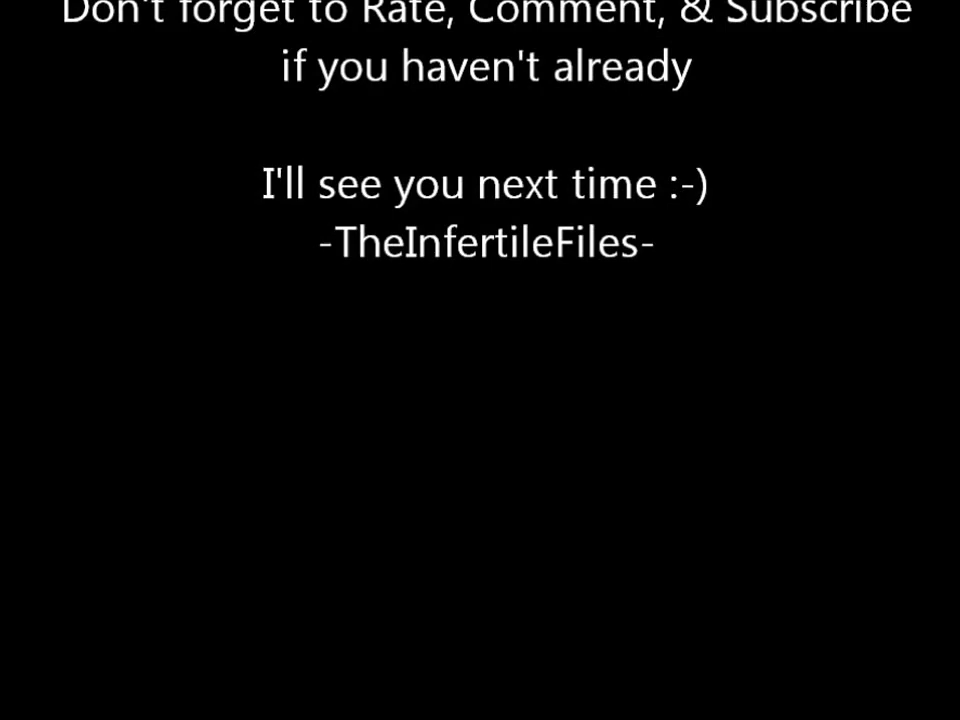 Don't forget to Rate, Comment, & Subscribe
if you haven't already
I'll see you next time :-)
-TheInfertileFiles-